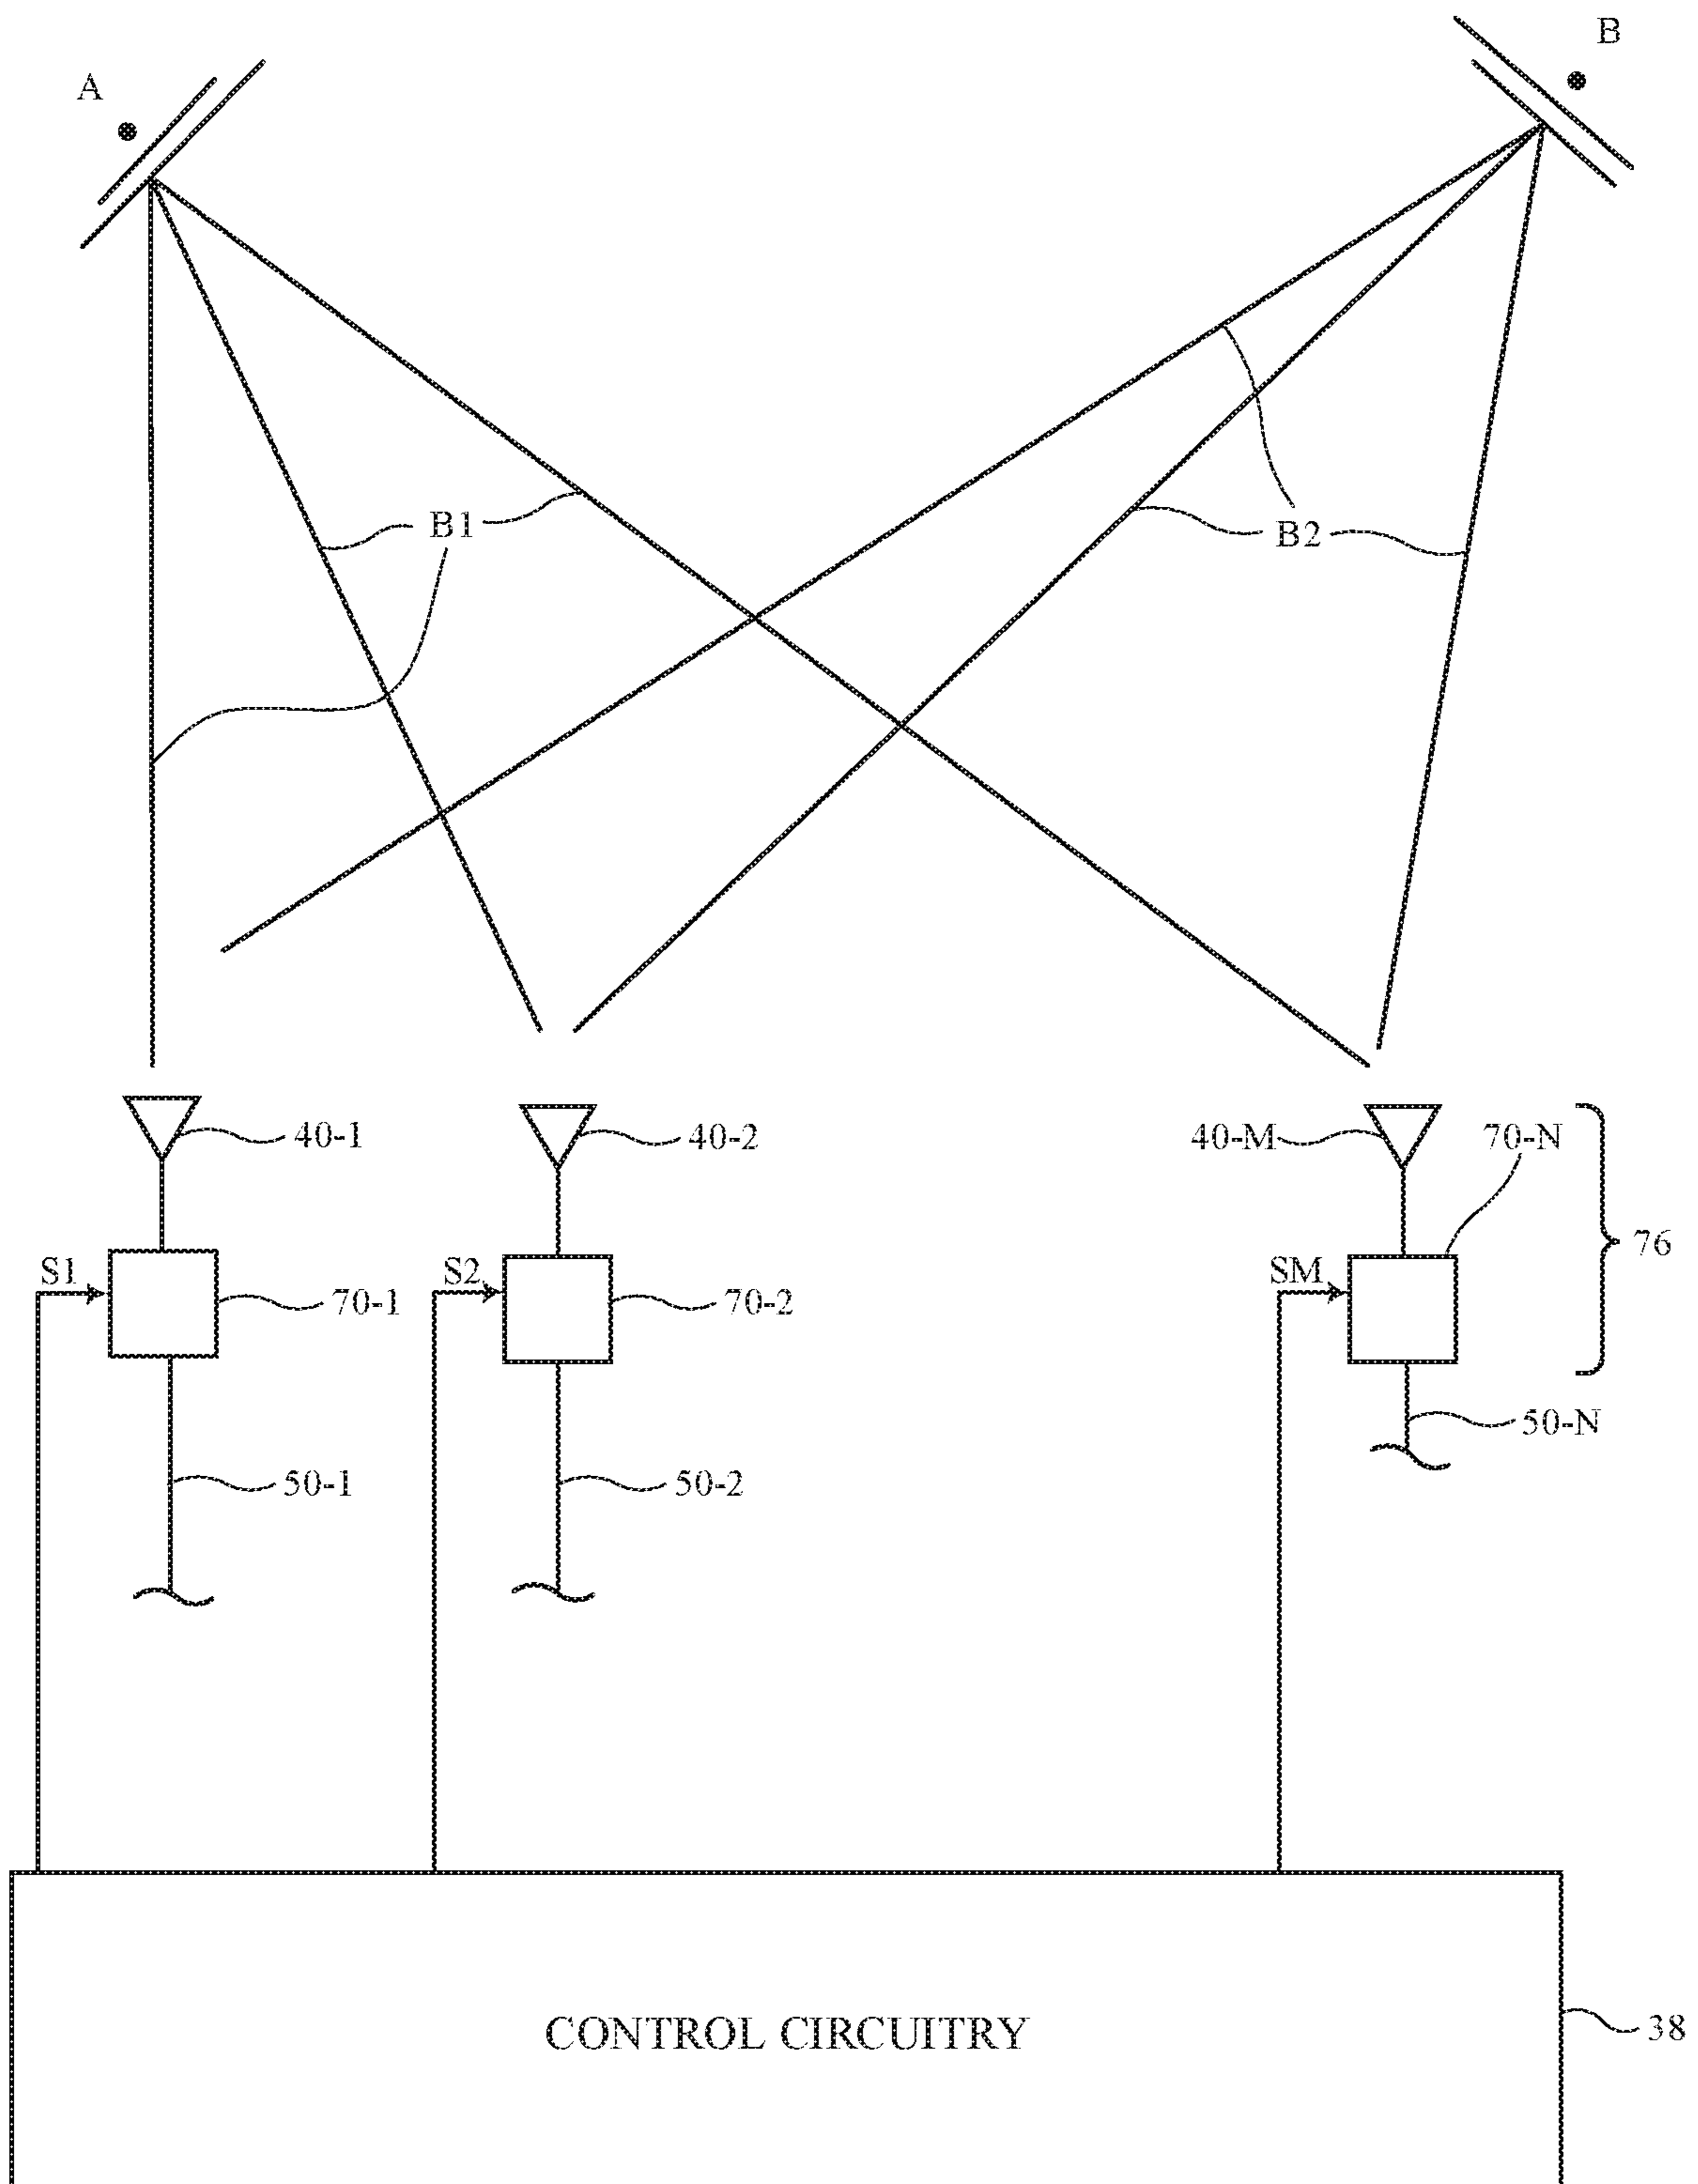 B
A
B1
B2
40-1
40-2
40-M
70-N
76
S1
S2
SM
70-1
70-2
50-N
50-1
50-2
CONTROL CIRCUITRY
38